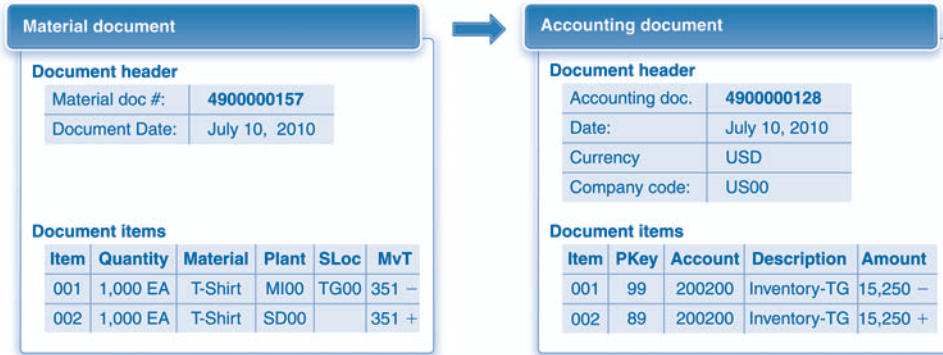 Material document
Document header
Material doc #: 4900000157
Document Date: July 10, 2010
Document items
Item Quantity Material Plant SLoc MvT
001 1,000 EA T-Shirt MI00 TG00 351 −
002 1,000 EA T-Shirt SD00 351 +
Accounting document
Document header
Accounting doc. 4900000128
Date: July 10, 2010
Currency USD
Company code: US00
Document items
Item PKey Account Description Amount
001 99 200200 Inventory-TG 15,250 −
002 89 200200 Inventory-TG 15,250 +